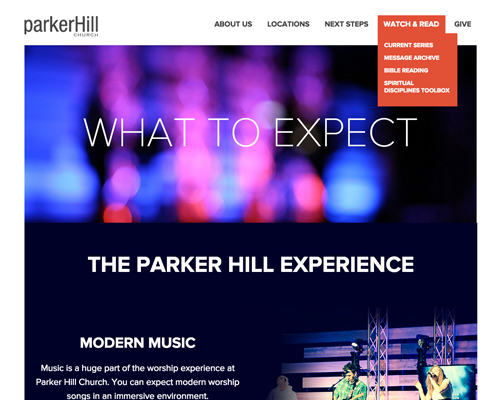 parkerHill
CHURCH
ABOUT US LOCATIONS NEXT STEPS WATCH & READ GIVE
CURRENT SERIES
MESSAGE ARCHIVE
BIBLE READING
SPIRITUAL
DISCIPLINES TOOLBOX
WHAT TO EXPECT
THE PARKER HILL EXPERIENCE
MODERN MUSIC
Music is a huge part of the worship experience at
Parker Hill Church. You can expect modern worship
songs in an immersive environment.